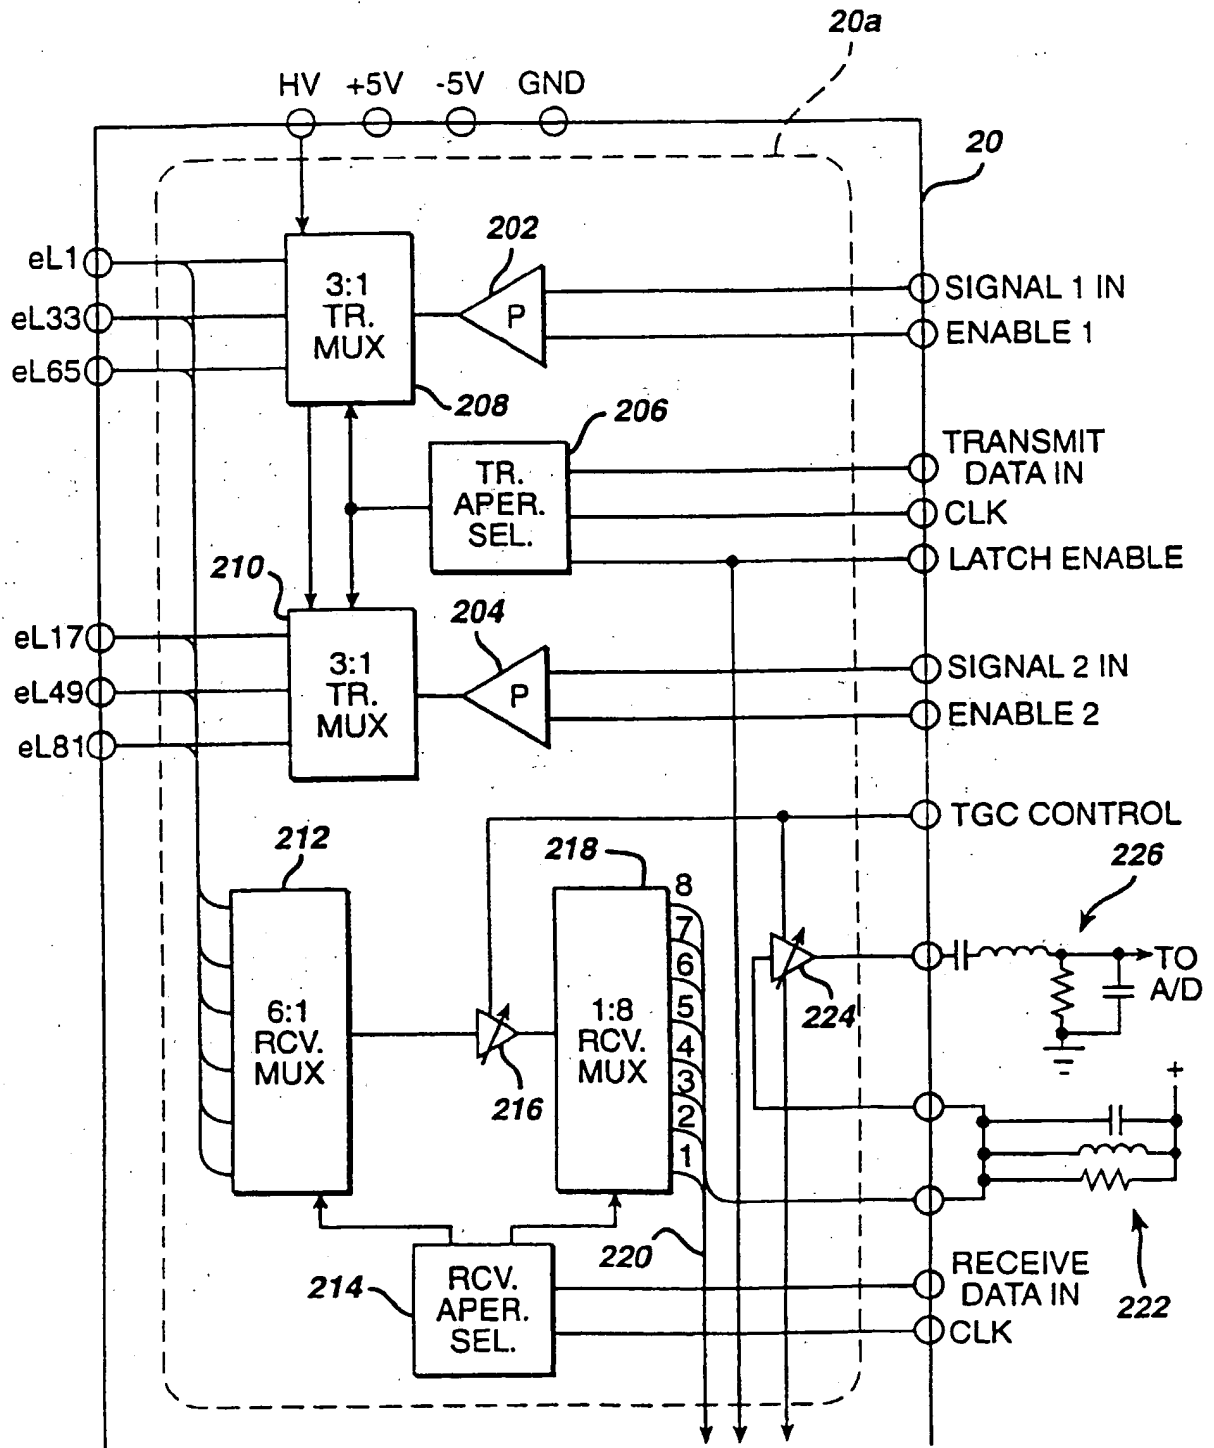 20a
HV +5V -5V GND
20
202
eL1
eL33
eL65
3:1
TR.
MUX
P
SIGNAL 1 IN
ENABLE 1
208
206
TR.
APER.
SEL.
TRANSMIT
DATA IN
CLK
LATCH ENABLE
210
204
eL17
eL49
eL81
3:1
TR.
MUX
P
SIGNAL 2 IN
ENABLE 2
TGC CONTROL
212
218
226
8
7
6
5
4
3
2
1
6:1
RCV.
MUX
216
1:8
RCV.
MUX
224
TO
A/D
+
220
222
214
RCV.
APER.
SEL.
RECEIVE
DATA IN
CLK